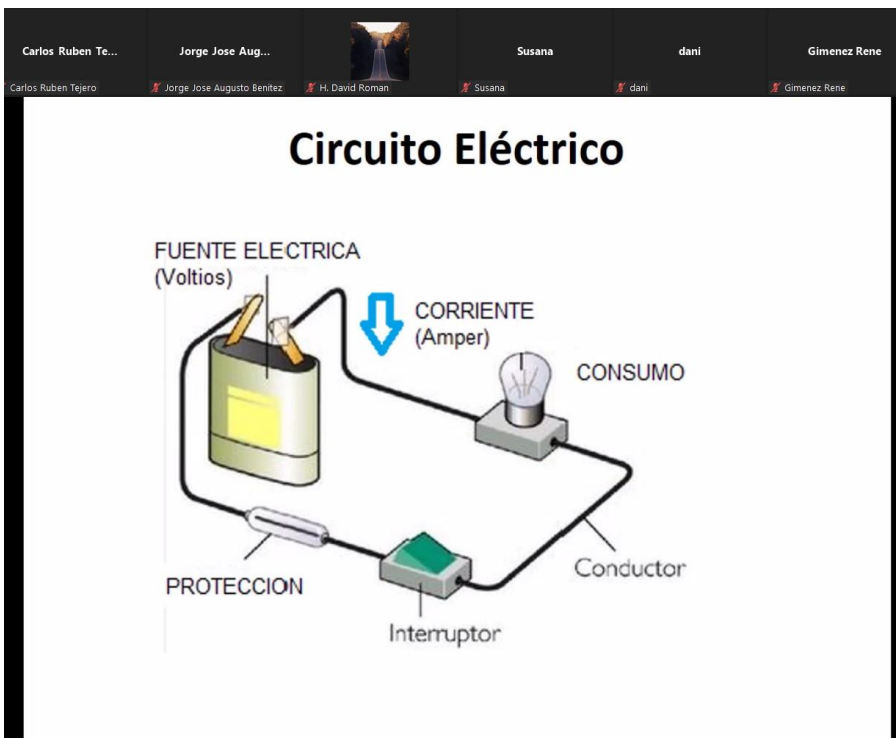 Carlos Ruben Te...
Jorge Jose Aug...
Susana
dani
Gimenez Rene
Carlos Ruben Tejero
Jorge Jose Augusto Benitez
H. David Roman
Susana
dani
Gimenez Rene
Circuito Eléctrico
FUENTE ELECTRICA
(Voltios)
CORRIENTE
(Amper)
CONSUMO
Conductor
PROTECCION
Interruptor